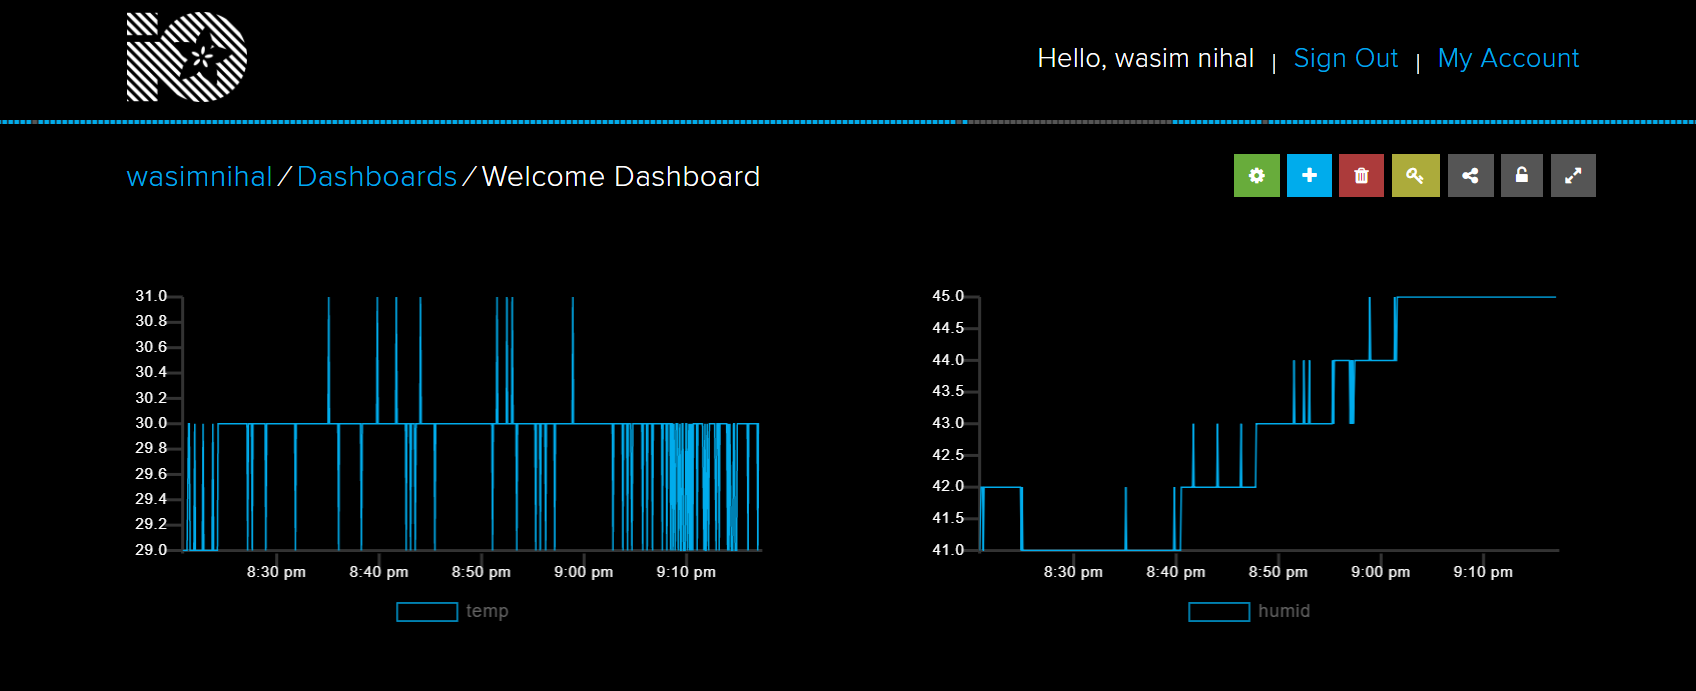 iO
Hello, wasim nihal | Sign Out | My Account
wasimnihal / Dashboards / Welcome Dashboard
31.0
30.8
30.6
30.4
30.2
30.0
29.8
29.6
29.4
29.2
29.0
8:30 pm 8:40 pm 8:50 pm 9:00 pm 9:10 pm
temp
45.0
44.5
44.0
43.5
43.0
42.5
42.0
41.5
41.0
8:30 pm 8:40 pm 8:50 pm 9:00 pm 9:10 pm
humid